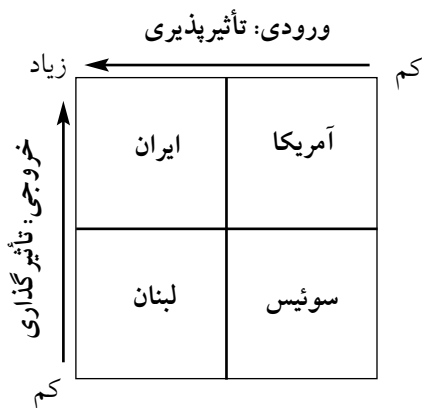 ورودی: تأثیرپذیری
کم
زیاد
آمریکا
ایران
خروجی: تأثیرگذاری
سوئیس
لبنان
کم